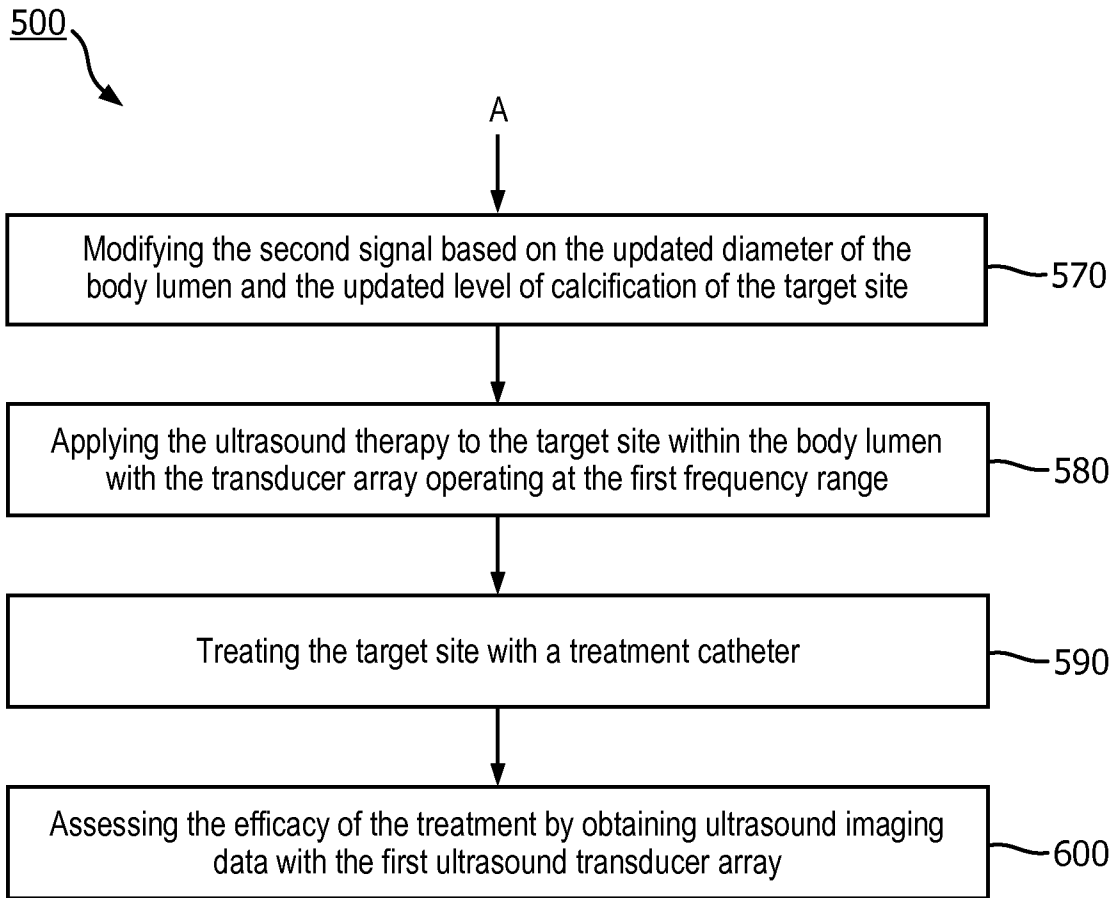 500
A
Modifying the second signal based on the updated diameter of the
body lumen and the updated level of calcification of the target site
570
Applying the ultrasound therapy to the target site within the body lumen
with the transducer array operating at the first frequency range
580
Treating the target site with a treatment catheter
590
Assessing the efficacy of the treatment by obtaining ultrasound imaging
data with the first ultrasound transducer array
600